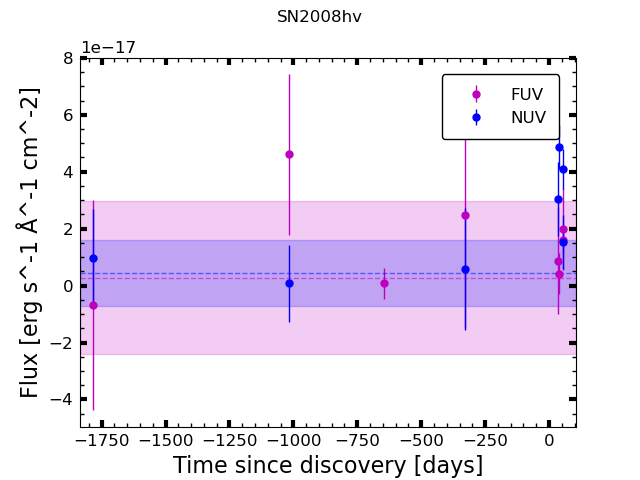 SN2008hv
1e−17
8
6
4
2
0
−2
−4
Flux [erg s^-1 Å^-1 cm^-2]
FUV
NUV
−1750 −1500 −1250 −1000 −750 −500 −250 0
Time since discovery [days]